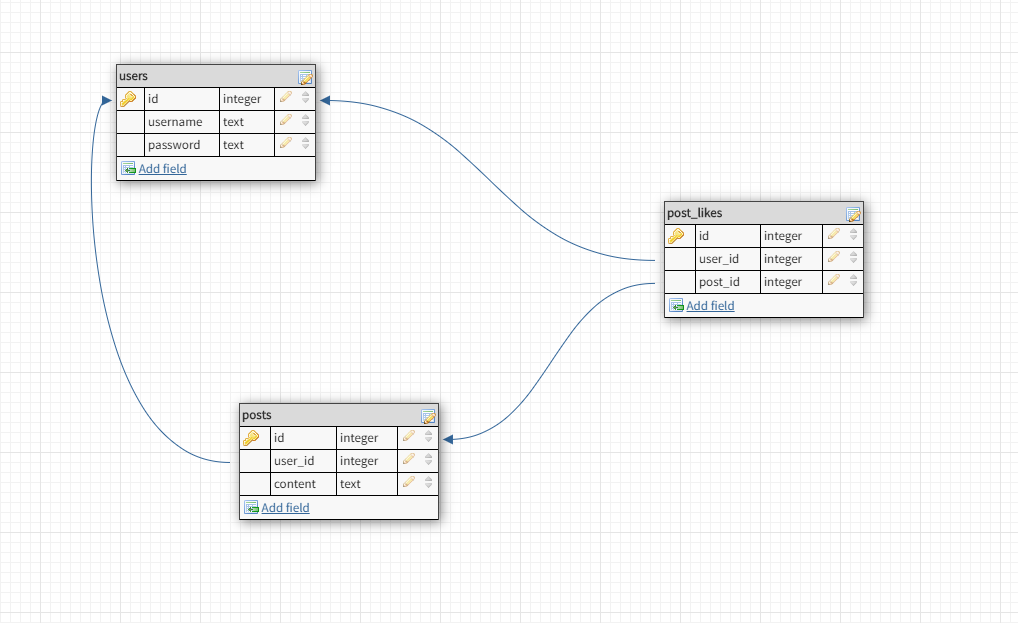 users
id integer
username text
password text
Add field
post_likes
id integer
user_id integer
post_id integer
Add field
posts
id integer
user_id integer
content text
Add field